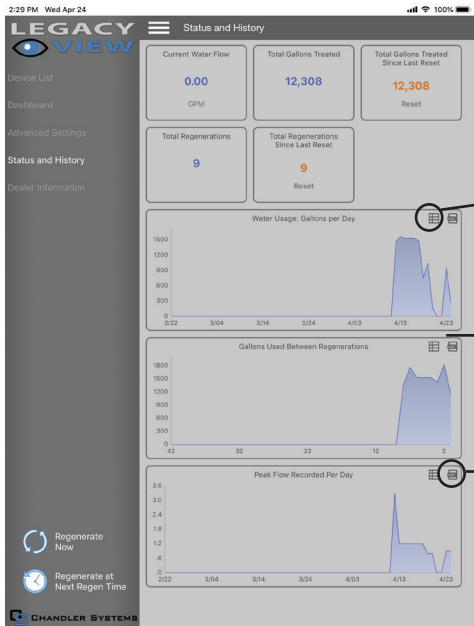 2:29 PM Wed Apr 24
100%
LEGACY
VIEW
Status and History
Device List
Dashboard
Advanced Settings
Status and History
Dealer Information
Current Water Flow
0.00
GPM
Total Gallons Treated
12,308
Total Gallons Treated
Since Last Reset
12,308
Reset
Total Regenerations
9
Total Regenerations
Since Last Reset
9
Reset
Water Usage: Gallons per Day
1500
1200
900
600
300
0
2/22 3/04 3/14 3/24 4/03 4/13 4/23
Gallons Used Between Regenerations
1800
1500
1200
900
600
300
0
42 32 22 12 2
Peak Flow Recorded Per Day
3.6
3.0
2.4
1.8
1.2
.6
.0
2/22 3/04 3/14 3/24 4/03 4/13 4/23
Regenerate
Now
Regenerate at
Next Regen Time
CHANDLER SYSTEMS